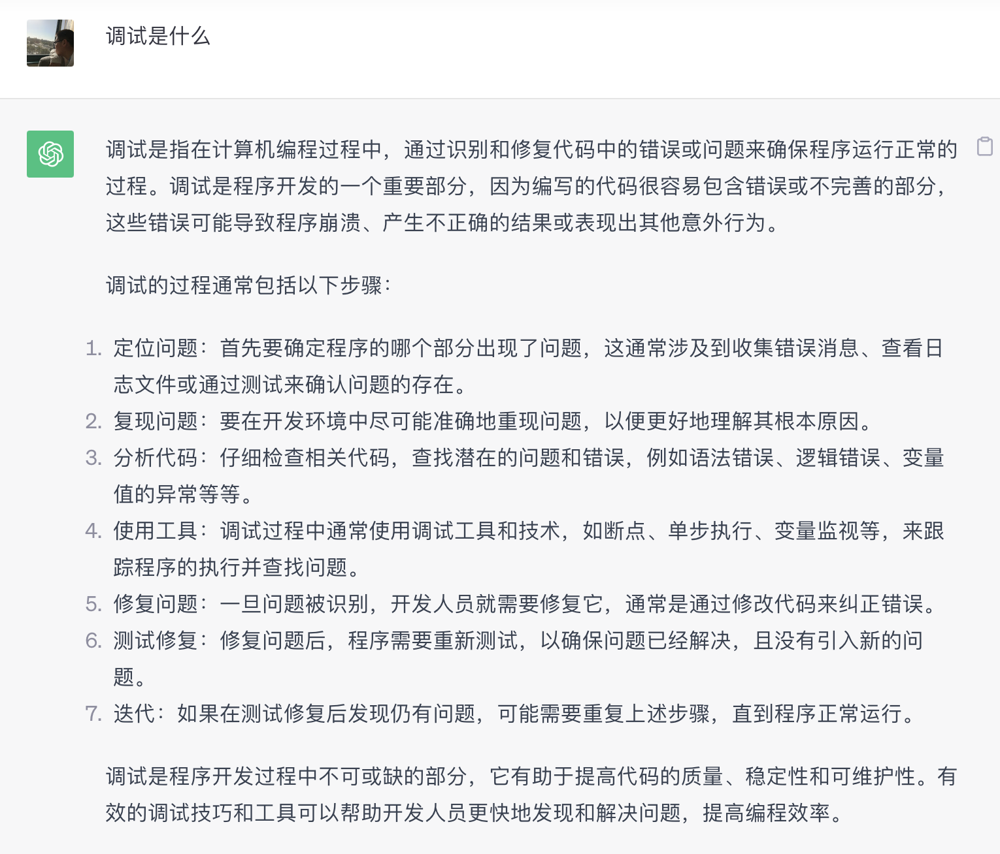 调试是什么
调试是指在计算机编程过程中，通过识别和修复代码中的错误或问题来确保程序运行正常的
过程。调试是程序开发的一个重要部分，因为编写的代码很容易包含错误或不完善的部分，
这些错误可能导致程序崩溃、产生不正确的结果或表现出其他意外行为。
调试的过程通常包括以下步骤：
1. 定位问题：首先要确定程序的哪个部分出现了问题，这通常涉及到收集错误消息、查看日
志文件或通过测试来确认问题的存在。
2. 复现问题：要在开发环境中尽可能准确地重现问题，以便更好地理解其根本原因。
3. 分析代码：仔细检查相关代码，查找潜在的问题和错误，例如语法错误、逻辑错误、变量
值的异常等等。
4. 使用工具：调试过程中通常使用调试工具和技术，如断点、单步执行、变量监视等，来跟
踪程序的执行并查找问题。
5. 修复问题：一旦问题被识别，开发人员就需要修复它，通常是通过修改代码来纠正错误。
6. 测试修复：修复问题后，程序需要重新测试，以确保问题已经解决，且没有引入新的问
题。
7. 迭代：如果在测试修复后发现仍有问题，可能需要重复上述步骤，直到程序正常运行。
调试是程序开发过程中不可或缺的部分，它有助于提高代码的质量、稳定性和可维护性。有
效的调试技巧和工具可以帮助开发人员更快地发现和解决问题，提高编程效率。